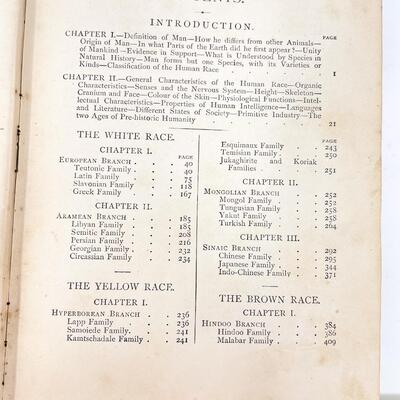 INTRODUCTION.
CHAPTER I.—Definition of Man—How he differs from other Animals—
PAGE
Origin of Man—In what Parts of the Earth did he first appear?—Unity
of Mankind—Evidence in Support—What is Understood by Species in
Natural History—Man forms but one Species, with its Varieties or
Kinds—Classification of the Human Race . . . . . 1
CHAPTER II.—General Characteristics of the Human Race—Organic
Characteristics—Senses and the Nervous System—Height—Skeleton—
Cranium and Face—Colour of the Skin—Physiological Functions—Intel-
lectual Characteristics—Properties of Human Intelligence—Languages
and Literature—Different States of Society—Primitive Industry—The
two Ages of Pre-historic Humanity . . . . . 21
THE WHITE RACE.
CHAPTER I.
PAGE
EUROPEAN BRANCH . . . 40
Teutonic Family . . . 40
Latin Family . . . 75
Slavonian Family . . . 118
Greek Family . . . 167
CHAPTER II.
ARAMEAN BRANCH . . . 185
Libyan Family . . . 185
Semitic Family . . . 208
Persian Family . . . 216
Georgian Family . . . 232
Circassian Family . . . 234
THE YELLOW RACE.
CHAPTER I.
HYPERBOREAN BRANCH . . . 236
Lapp Family . . . 236
Samoiede Family . . . 241
Kamtschadale Family . . . 241
PAGE
Esquimaux Family . . . 243
Temisian Family . . . 250
Jukaghirite and Koriak
Families . . . 251
CHAPTER II.
MONGOLIAN BRANCH . . . 252
Mongol Family . . . 252
Tungusian Family . . . 258
Yakut Family . . . 258
Turkish Family . . . 264
CHAPTER III.
SINAIC BRANCH . . . 292
Chinese Family . . . 295
Japanese Family . . . 344
Indo-Chinese Family . . . 371
THE BROWN RACE.
CHAPTER I.
HINDOO BRANCH . . . 384
Hindoo Family . . . 386
Malabar Family . . . 409